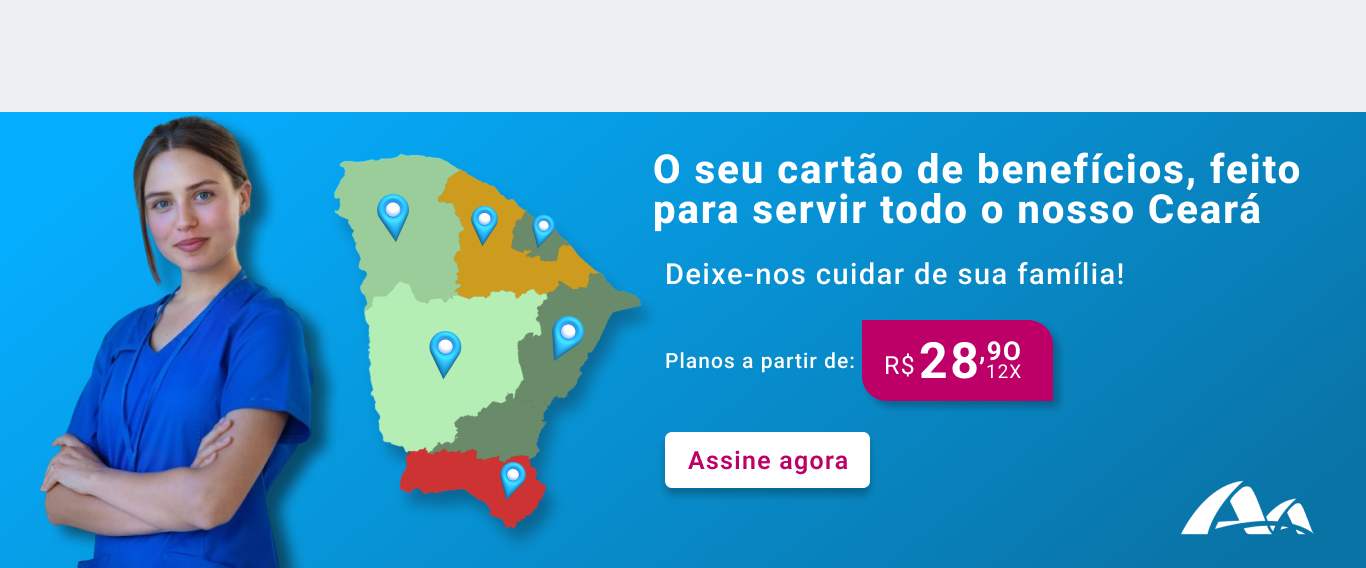 O seu cartão de benefícios, feito
para servir todo o nosso Ceará
Deixe-nos cuidar de sua família!
Planos a partir de:
R$ 28,90
12X
Assine agora